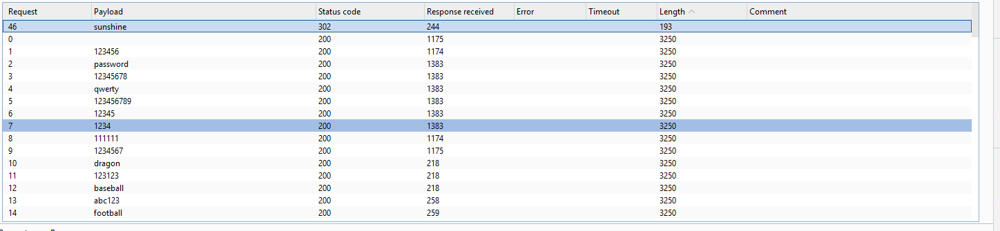 Request Payload Status code Response received Error Timeout Length Comment
46 sunshine 302 244 193
0 200 1175 3250
1 123456 200 1174 3250
2 password 200 1383 3250
3 12345678 200 1383 3250
4 qwerty 200 1383 3250
5 123456789 200 1383 3250
6 12345 200 1383 3250
7 1234 200 1383 3250
8 111111 200 1174 3250
9 1234567 200 1175 3250
10 dragon 200 218 3250
11 123123 200 218 3250
12 baseball 200 218 3250
13 abc123 200 258 3250
14 football 200 259 3250